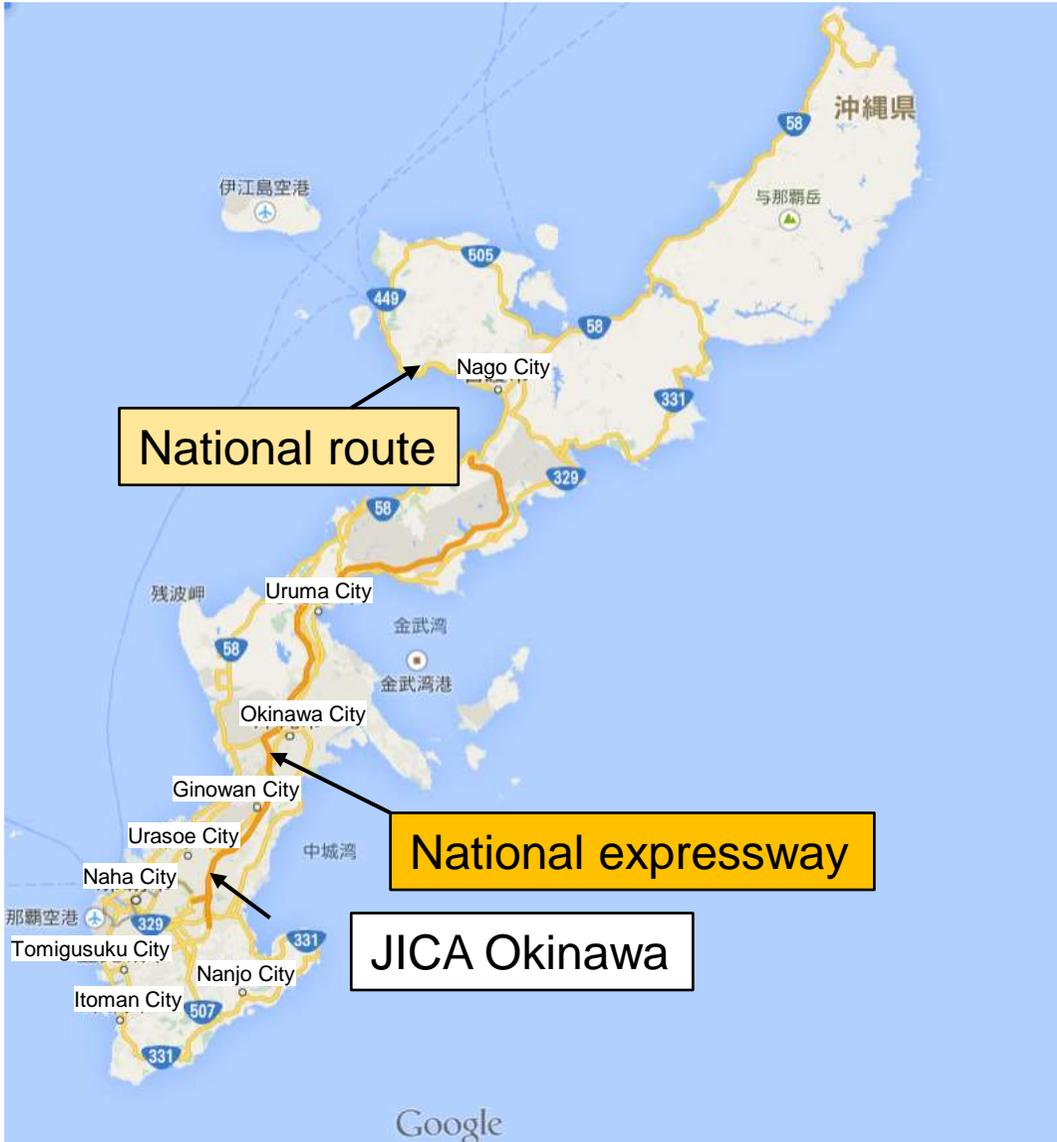 沖縄県
58
伊江島空港
与那覇岳
505
449
58
Nago City
331
National route
329
58
Uruma City
残波岬
金武湾
58
金武湾港
Okinawa City
Ginowan City
National expressway
Urasoe City
中城湾
Naha City
那覇空港
329
JICA Okinawa
331
Tomigusuku City
Nanjo City
Itoman City
507
331
Google